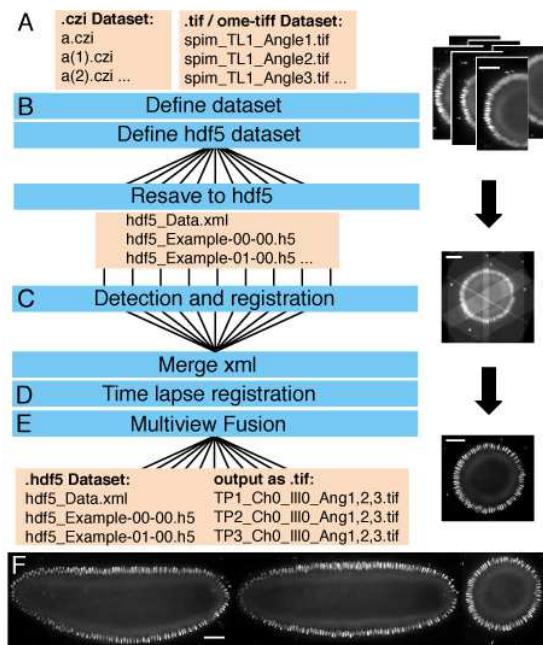 A
.czi Dataset:
a.czi
a(1).czi
a(2).czi ...
.tif / ome-tiff Dataset:
spim_TL1_Angle1.tif
spim_TL1_Angle2.tif
spim_TL1_Angle3.tif ...
B
Define dataset
Define hdf5 dataset
Resave to hdf5
hdf5_Data.xml
hdf5_Example-00-00.h5
hdf5_Example-01-00.h5 ...
C
Detection and registration
Merge xml
D
Time lapse registration
E
Multiview Fusion
.hdf5 Dataset:
hdf5_Data.xml
hdf5_Example-00-00.h5
hdf5_Example-01-00.h5
output as .tif:
TP1_Ch0_Ill0_Ang1,2,3.tif
TP2_Ch0_Ill0_Ang1,2,3.tif
TP3_Ch0_Ill0_Ang1,2,3.tif
F